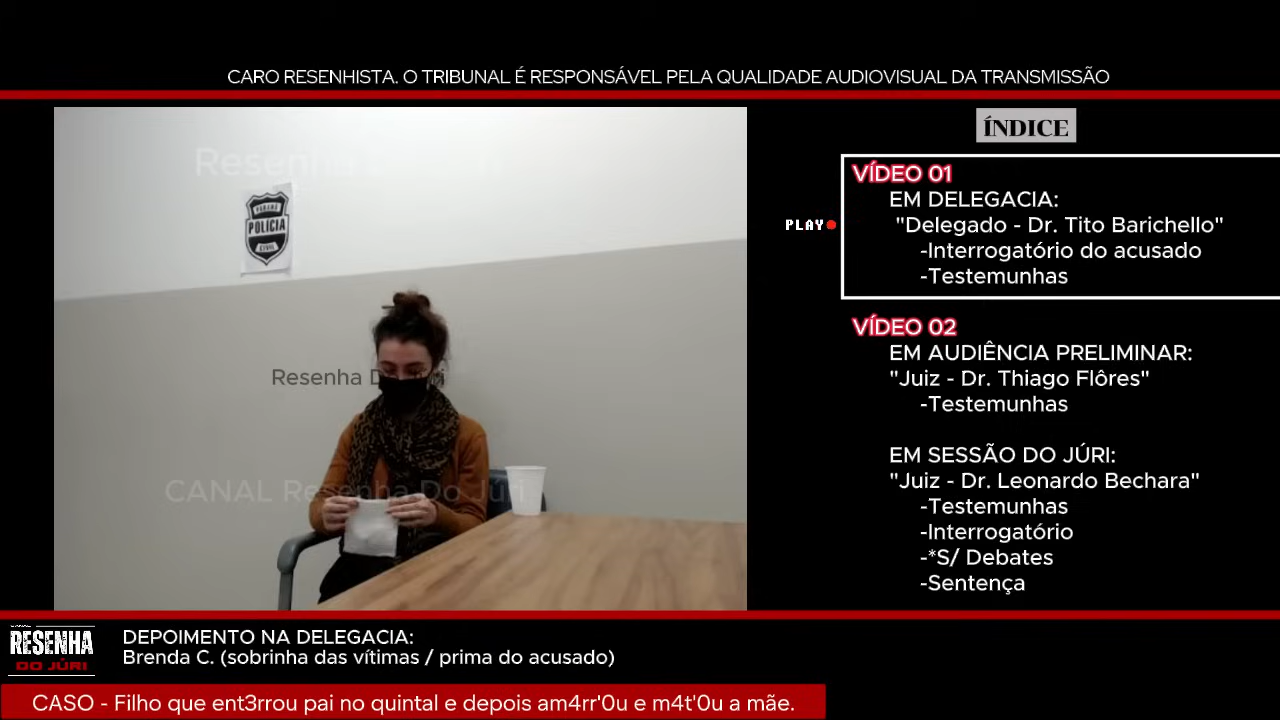 CARO RESENHISTA. O TRIBUNAL É RESPONSÁVEL PELA QUALIDADE AUDIOVISUAL DA TRANSMISSÃO
Resenha
PARANÁ
POLÍCIA
CIVIL
Resenha Do Júri
CANAL Resenha Do Júri
ÍNDICE
VÍDEO 01
EM DELEGACIA:
"Delegado - Dr. Tito Barichello"
-Interrogatório do acusado
-Testemunhas
PLAY
VÍDEO 02
EM AUDIÊNCIA PRELIMINAR:
"Juiz - Dr. Thiago Flôres"
-Testemunhas
EM SESSÃO DO JÚRI:
"Juiz - Dr. Leonardo Bechara"
-Testemunhas
-Interrogatório
-*S/ Debates
-Sentença
RESENHA
DO JÚRI
DEPOIMENTO NA DELEGACIA:
Brenda C. (sobrinha das vítimas / prima do acusado)
CASO - Filho que ent3rrou pai no quintal e depois am4rr'0u e m4t'0u a mãe.